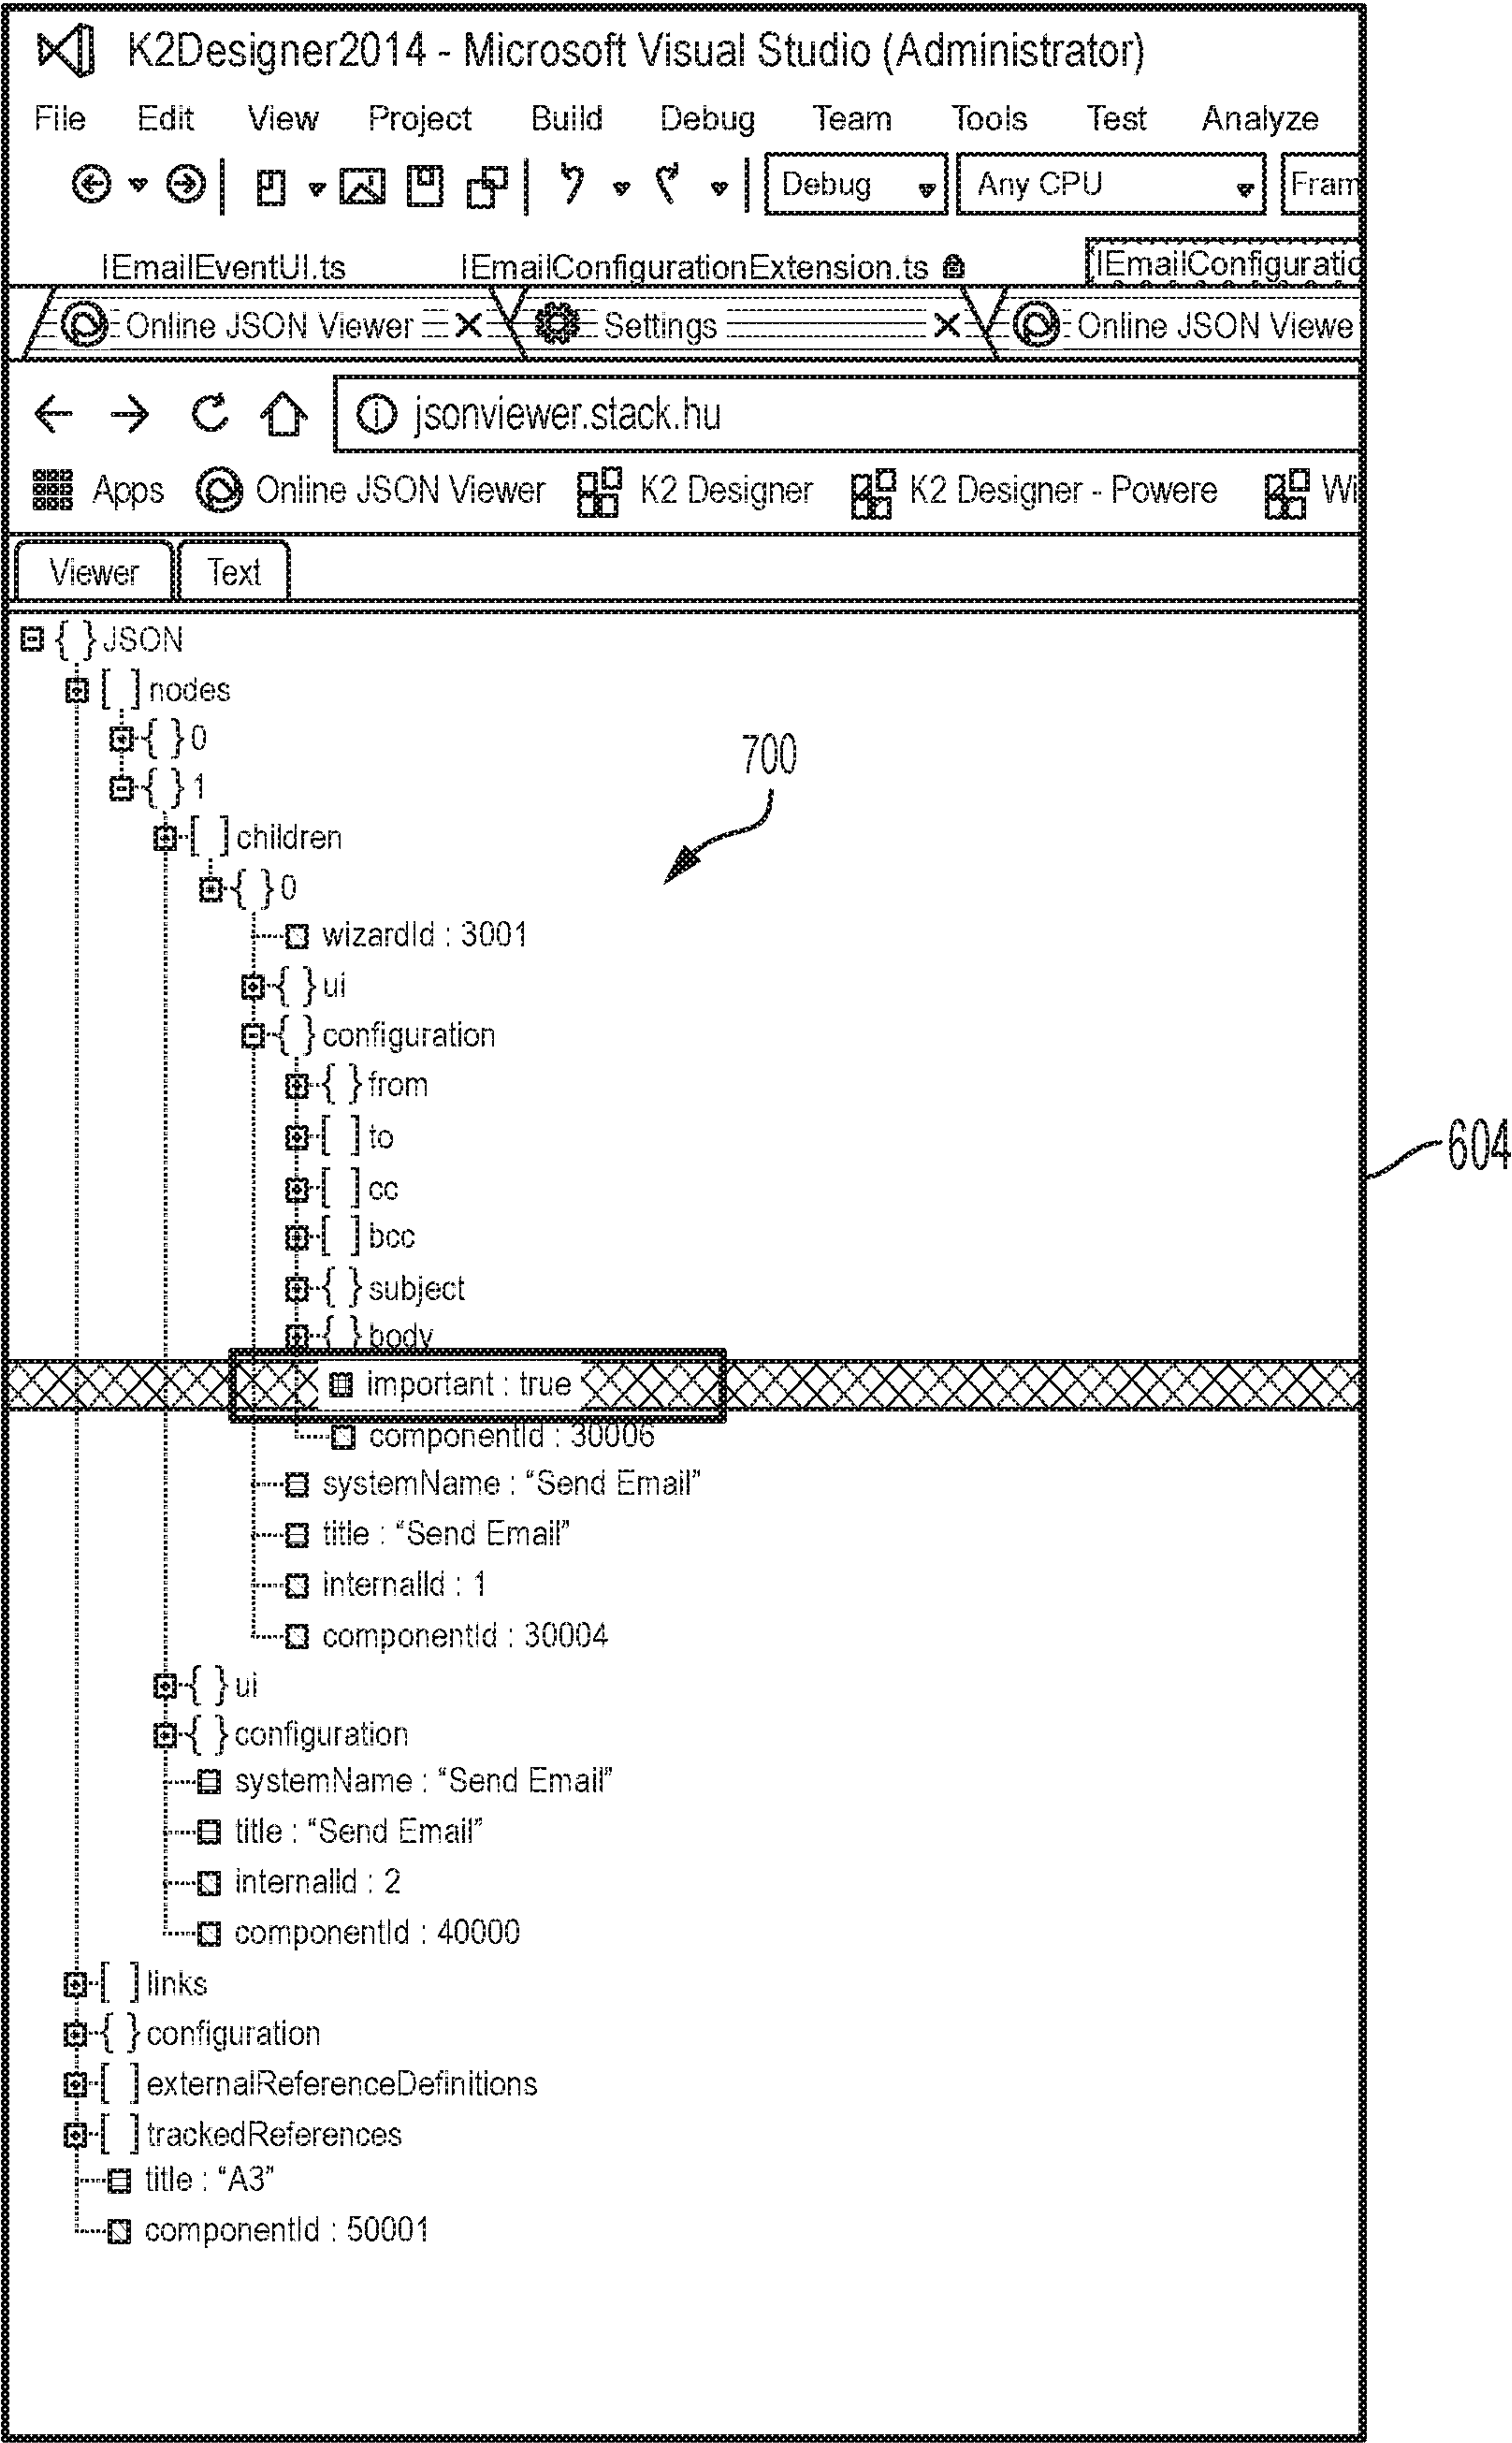 K2Designer2014 - Microsoft Visual Studio (Administrator)
File Edit View Project Build Debug Team Tools Test Analyze
Debug Any CPU Fram
IEmailEventUI.ts IEmailConfigurationExtension.ts IEmailConfiguratic
Online JSON Viewer Settings Online JSON Viewe
jsonviewer.stack.hu
Apps Online JSON Viewer K2 Designer K2 Designer - Powere Wi
Viewer Text
{ } JSON
[ ] nodes
{ } 0
700
{ } 1
[ ] children
{ } 0
wizardId : 3001
{ } ui
{ } configuration
{ } from
[ ] to
604
[ ] cc
[ ] bcc
{ } subject
{ } body
important : true
componentId : 30006
systemName : “Send Email”
title : “Send Email”
internalId : 1
componentId : 30004
{ } ui
{ } configuration
systemName : “Send Email”
title : “Send Email”
internalId : 2
componentId : 40000
[ ] links
{ } configuration
[ ] externalReferenceDefinitions
[ ] trackedReferences
title : “A3”
componentId : 50001